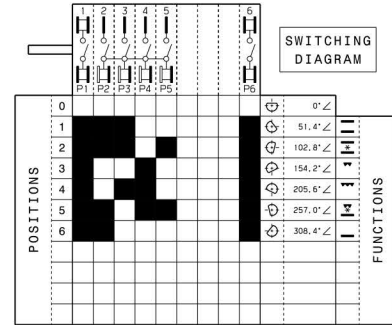 1 2 3 4 5 6
SWITCHING
DIAGRAM
P1 P2 P3 P4 P5 P6
POSITIONS
0 0°∠
1 51,4°∠
2 102,8°∠
3 154,2°∠
4 205,6°∠
5 257,0°∠
6 308,4°∠
FUNCTIONS